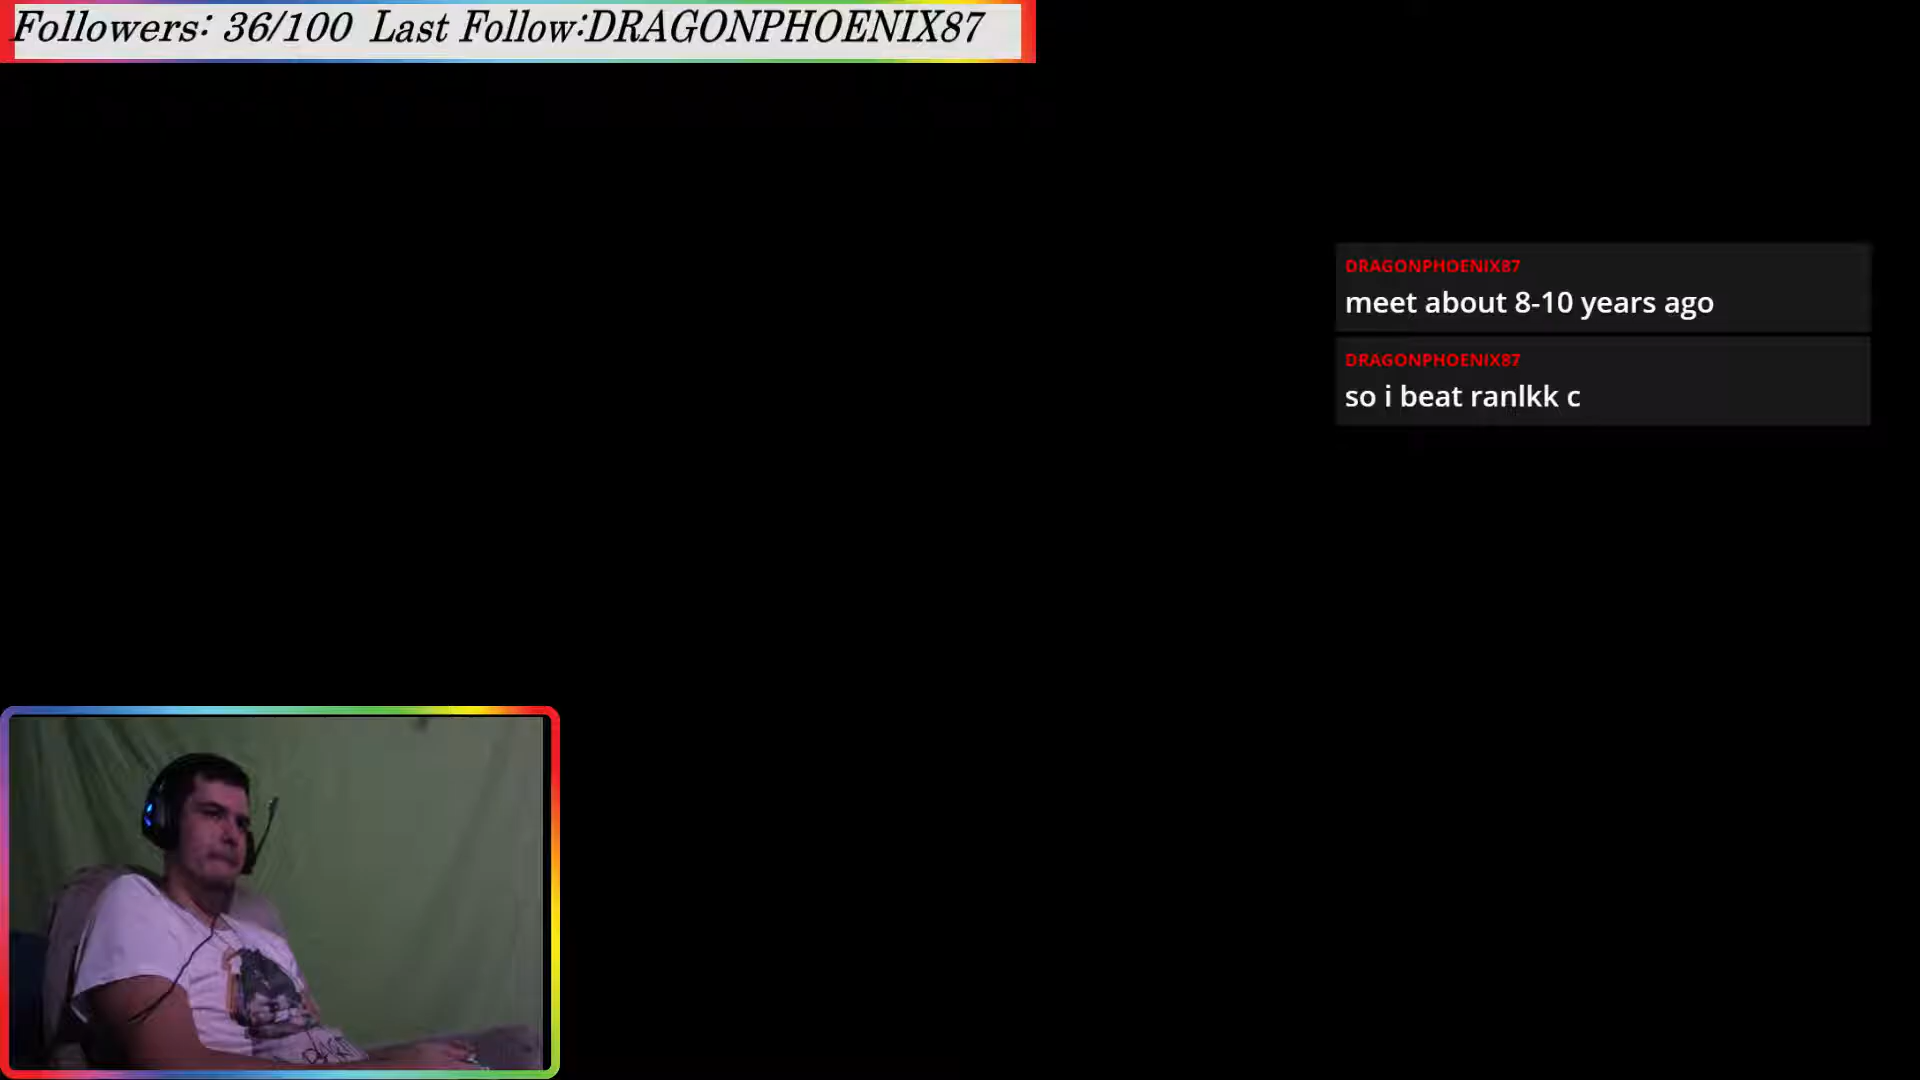 Followers: 36/100 Last Follow:DRAGONPHOENIX87
DRAGONPHOENIX87
meet about 8-10 years ago
DRAGONPHOENIX87
so i beat ranlkk c